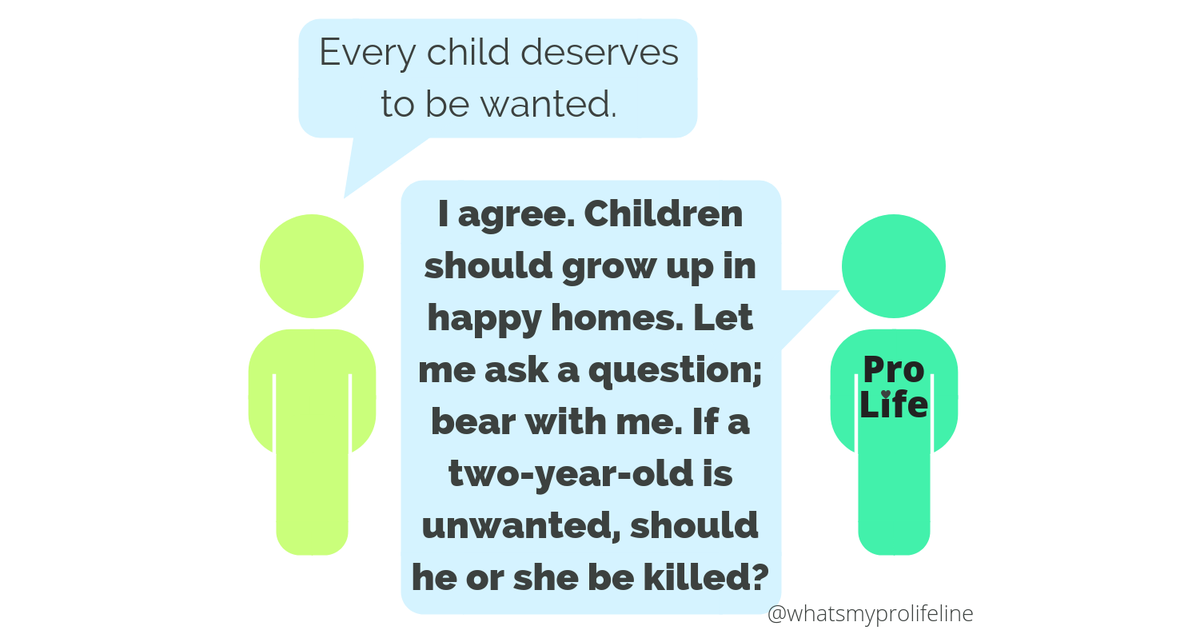 Every child deserves
to be wanted.
I agree. Children
should grow up in
happy homes. Let
me ask a question;
bear with me. If a
two-year-old is
unwanted, should
he or she be killed?
Pro
Life
@whatsmyprolifeline